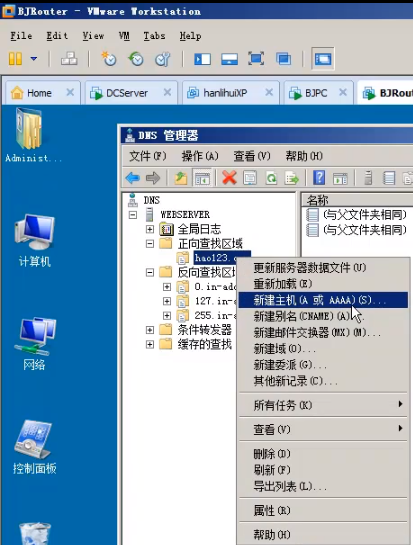 BJRouter - VMware Workstation
File Edit View VM Tabs Help
Home × DCServer × hanlihuiXP × BJPC × BJRou
Administ...
计算机
网络
控制面板
DNS 管理器
文件(F) 操作(A) 查看(V) 帮助(H)
DNS
WEBSERVER
全局日志
正向查找区域
hao123.
反向查找区
0.in-add
127.in-a
255.in-a
条件转发器
缓存的查找
名称
(与父文件夹相同)
(与父文件夹相同)
更新服务器数据文件(U)
重新加载(E)
新建主机(A 或 AAAA)(S)...
新建别名(CNAME)(A)...
新建邮件交换器(MX)(M)...
新建域(O)...
新建委派(G)...
其他新记录(C)...
所有任务(K)
查看(V)
删除(D)
刷新(F)
导出列表(L)...
属性(R)
帮助(H)